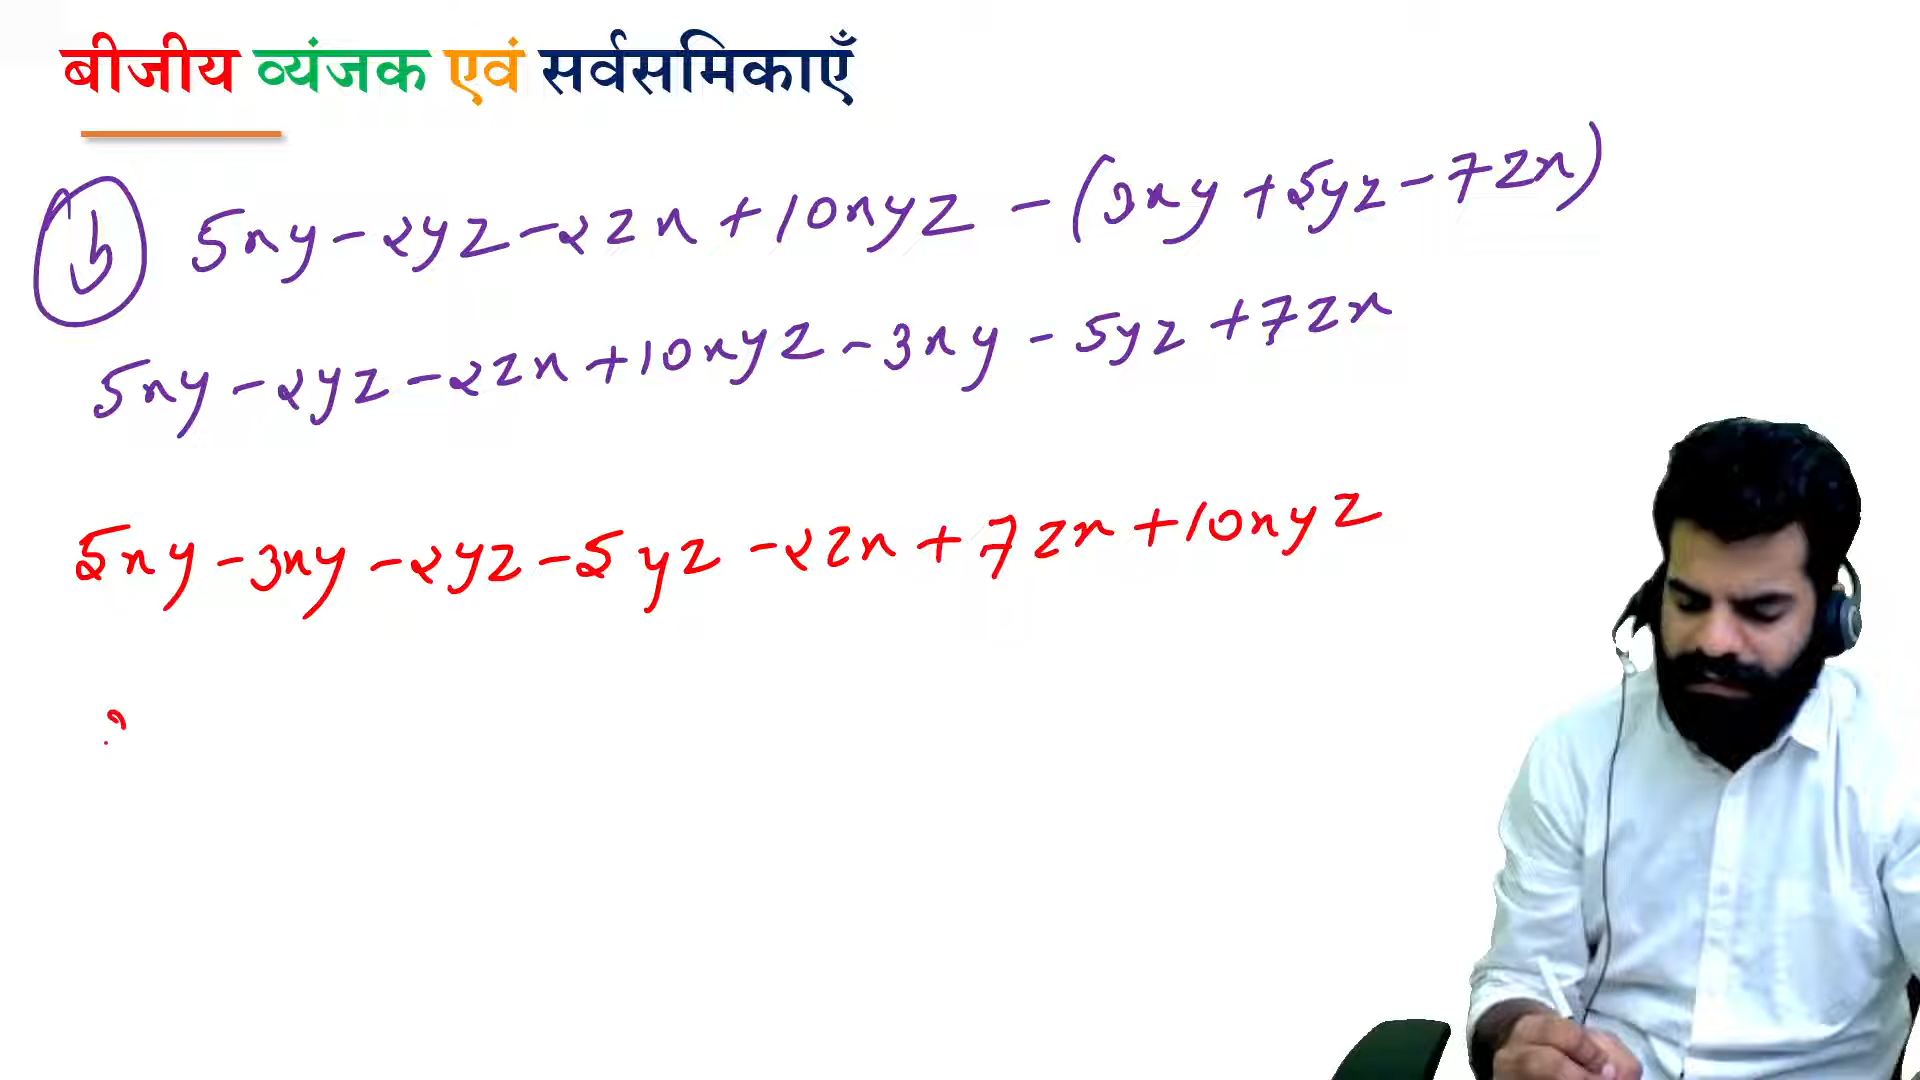 बीजीय व्यंजक एवं सर्वसमिकाएँ
b 5xy - 2yz - 2zx + 10xyz - (3xy + 5yz - 7zx)
5xy - 2yz - 2zx + 10xyz - 3xy - 5yz + 7zx
5xy - 3xy - 2yz - 5yz - 2zx + 7zx + 10xyz